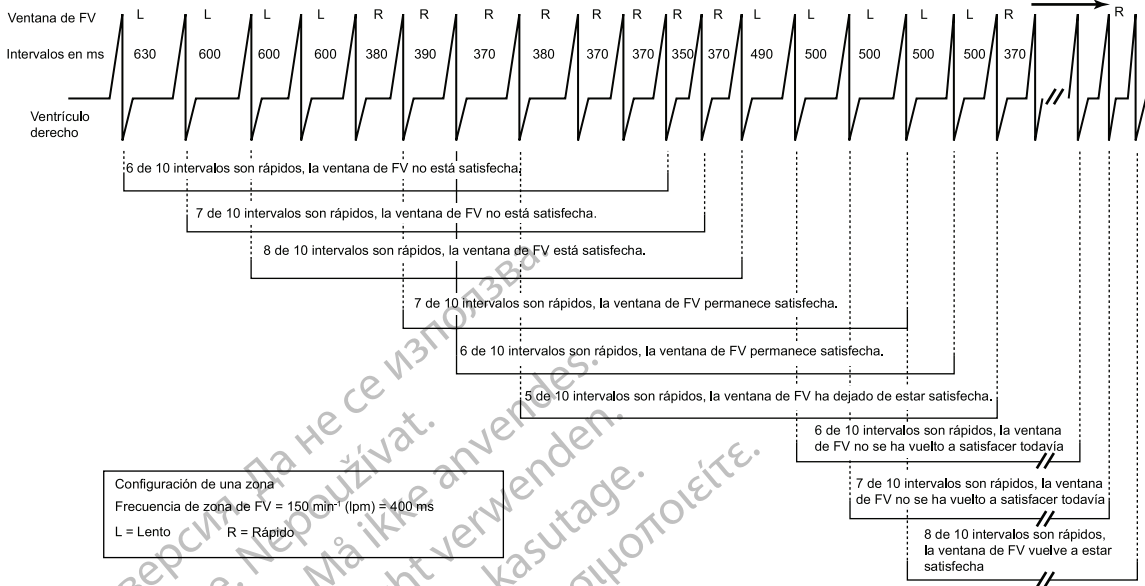 Ventana de FV L L L L R R R R R R R R L L L L L R R
Intervalos en ms 630 600 600 600 380 390 370 380 370 370 350 370 490 500 500 500 500 370
Ventrículo
derecho
6 de 10 intervalos son rápidos, la ventana de FV no está satisfecha.
7 de 10 intervalos son rápidos, la ventana de FV no está satisfecha.
8 de 10 intervalos son rápidos, la ventana de FV está satisfecha.
7 de 10 intervalos son rápidos, la ventana de FV permanece satisfecha.
6 de 10 intervalos son rápidos, la ventana de FV permanece satisfecha.
5 de 10 intervalos son rápidos, la ventana de FV ha dejado de estar satisfecha.
6 de 10 intervalos son rápidos, la ventana
de FV no se ha vuelto a satisfacer todavía
7 de 10 intervalos son rápidos, la ventana
de FV no se ha vuelto a satisfacer todavía
8 de 10 intervalos son rápidos,
la ventana de FV vuelve a estar
satisfecha
Configuración de una zona
Frecuencia de zona de FV = 150 min⁻¹ (lpm) = 400 ms
L = Lento R = Rápido
версия. Да не се използва.
Nepoužívat.
Må ikke anvendes.
verwenden.
kasutage.